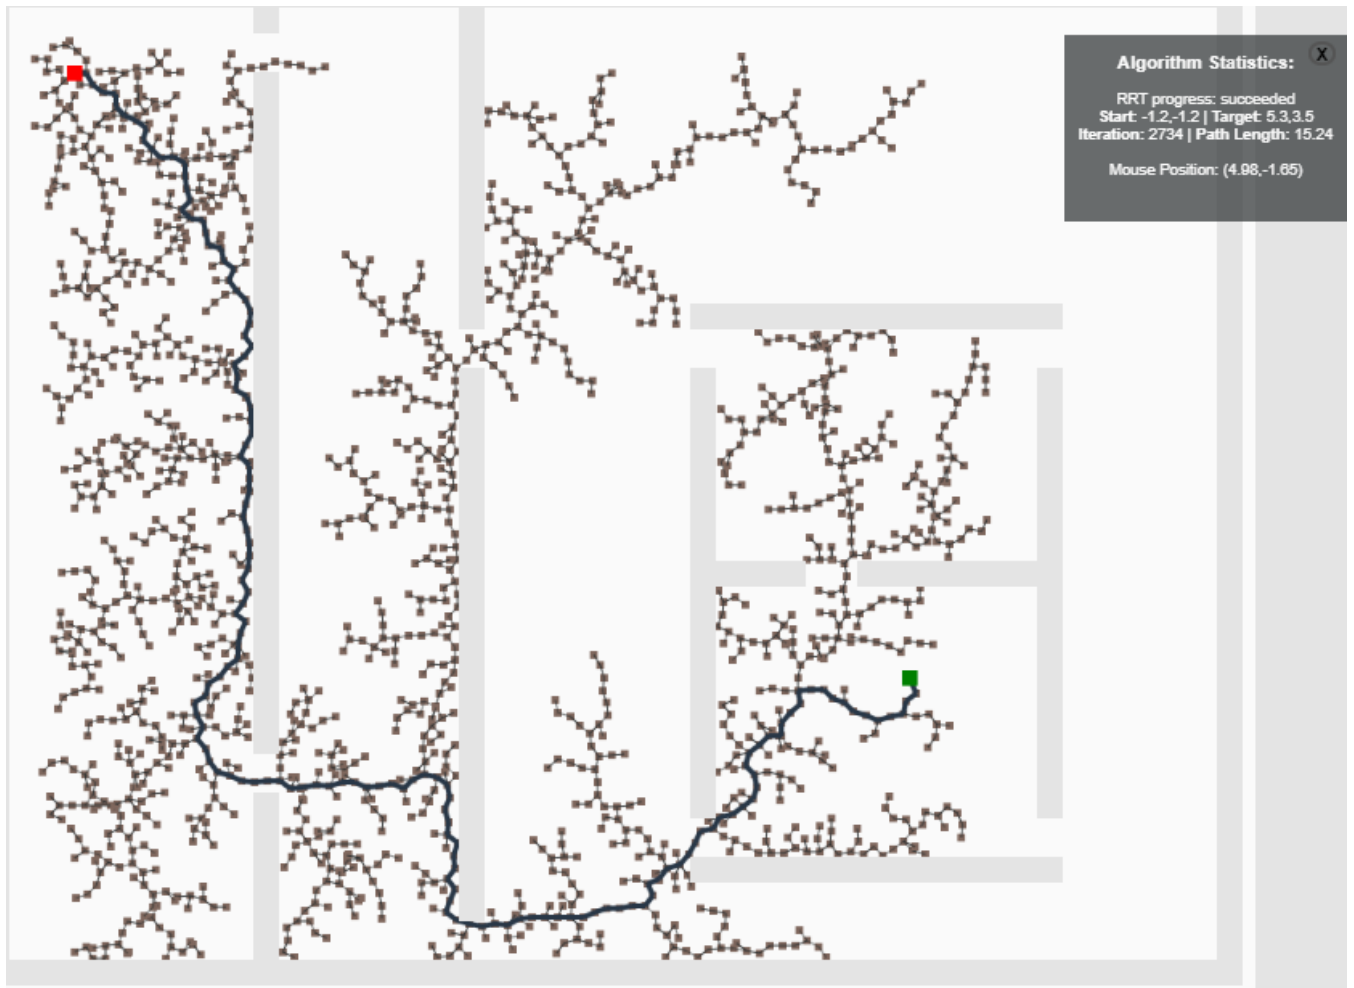 X
Algorithm Statistics:
RRT progress: succeeded
Start: -1.2,-1.2 | Target: 5.3,3.5
Iteration: 2734 | Path Length: 15.24
Mouse Position: (4.98,-1.65)